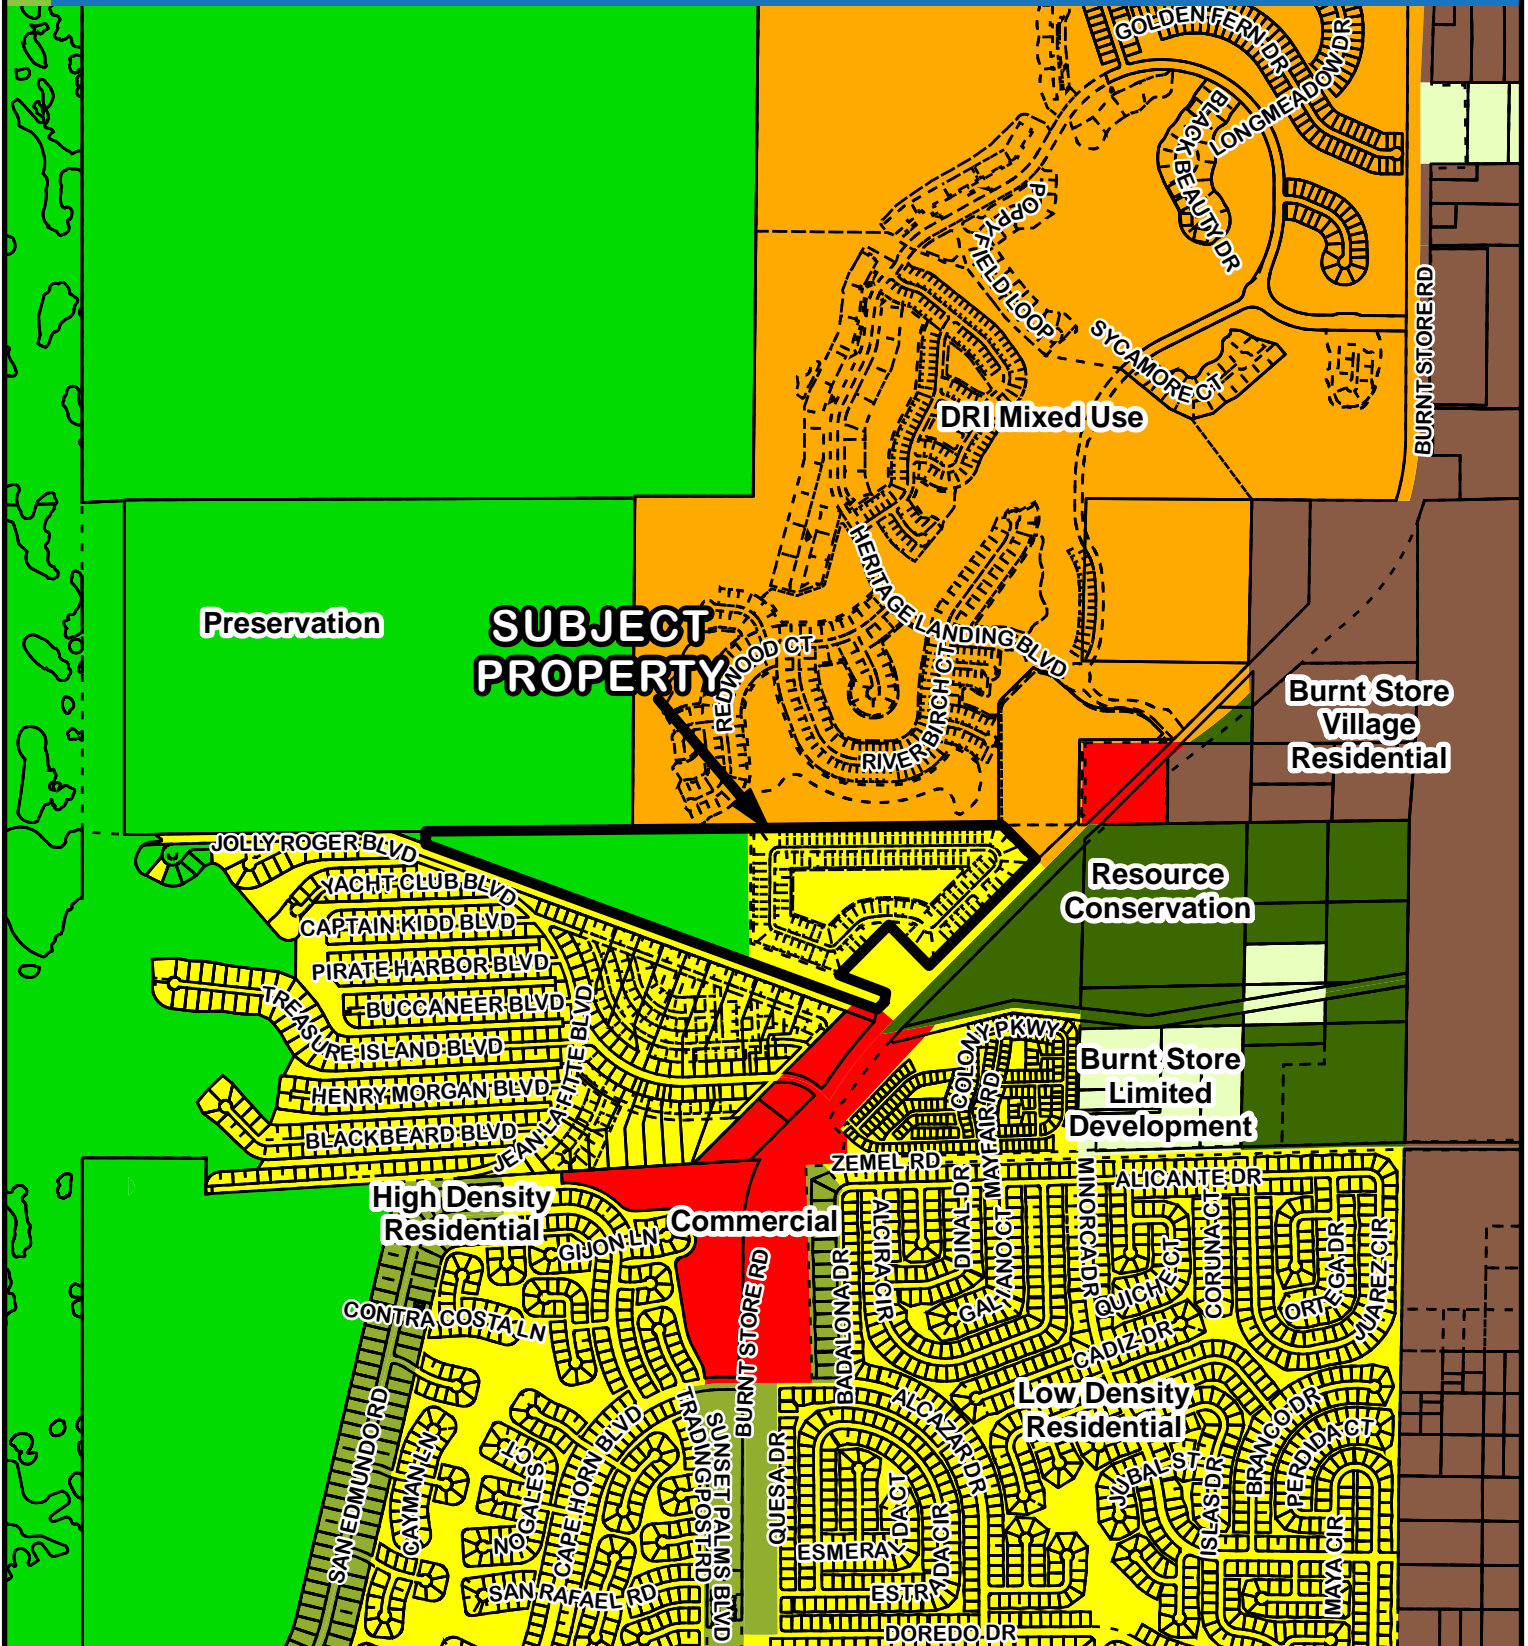 GOLDEN FERN DR
LONGMEADOW DR
BLACK BEAUTY DR
POPPYFIELD LOOP
SYCAMORE CT
BURNT STORE RD
DRI Mixed Use
HERITAGE LANDING BLVD
Preservation
SUBJECT
PROPERTY
REDWOOD CT
RIVER BIRCH CT
Burnt Store
Village
Residential
JOLLY ROGER BLVD
YACHT CLUB BLVD
CAPTAIN KIDD BLVD
PIRATE HARBOR BLVD
BUCCANEER BLVD
TREASURE ISLAND BLVD
HENRY MORGAN BLVD
BLACKBEARD BLVD
JEAN LAFITTE BLVD
Resource
Conservation
COLONY PKWY
MAYFAIR RD
Burnt Store
Limited
Development
ZEMEL RD
High Density
Residential
Commercial
GIJON LN
CONTRA COSTA LN
BURNT STORE RD
BADALONA DR
ALCIRA CIR
DINAL DR
GALVANO CT
MINORCA DR
ALICANTE DR
QUICHE CT
CORUNA CT
ORTEGA DR
JUAREZ CIR
CADIZ DR
Low Density
Residential
SAN EDMUNDO RD
CAYMAN LN
NOGALES CT
CAPE HORN BLVD
SAN RAFAEL RD
TRADING POST RD
SUNSET PALMS BLVD
QUESA DR
ALCAZAR DR
ESMERALDA CT
ESTRADA CIR
DOREDO DR
JUBAL ST
ISLAS DR
BRANCO DR
PERDIDA CT
MAYA CIR